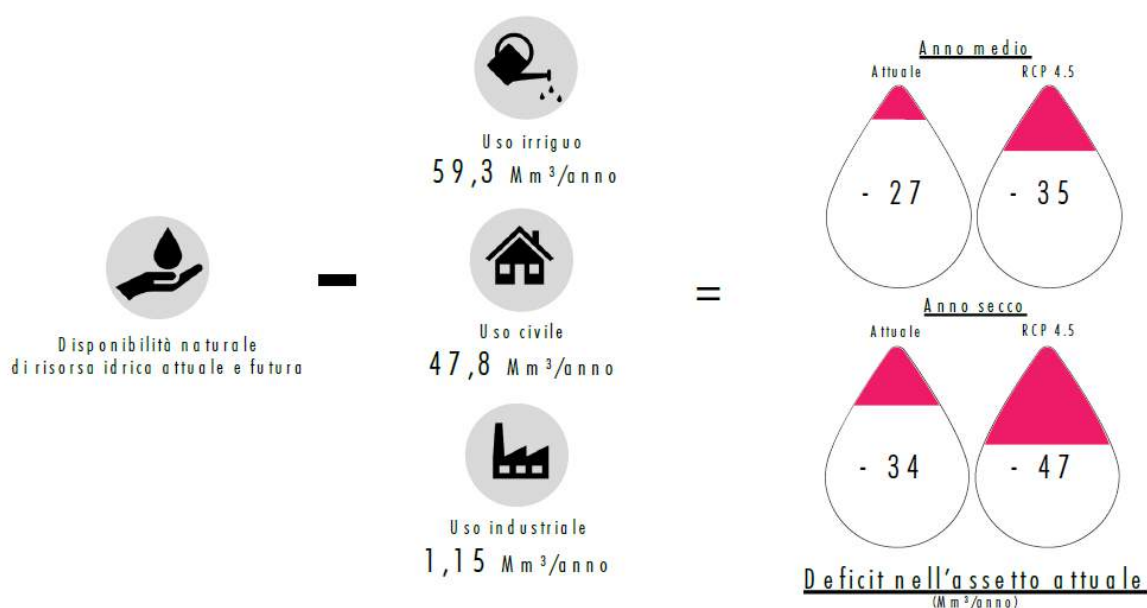 Disponibilità naturale
di risorsa idrica attuale e futura
-
Uso irriguo
59,3 Mm³/anno
Uso civile
47,8 Mm³/anno
Uso industriale
1,15 Mm³/anno
=
Anno medio
Attuale RCP 4.5
- 27 - 35
Anno secco
Attuale RCP 4.5
- 34 - 47
Deficit nell'assetto attuale
(Mm³/anno)